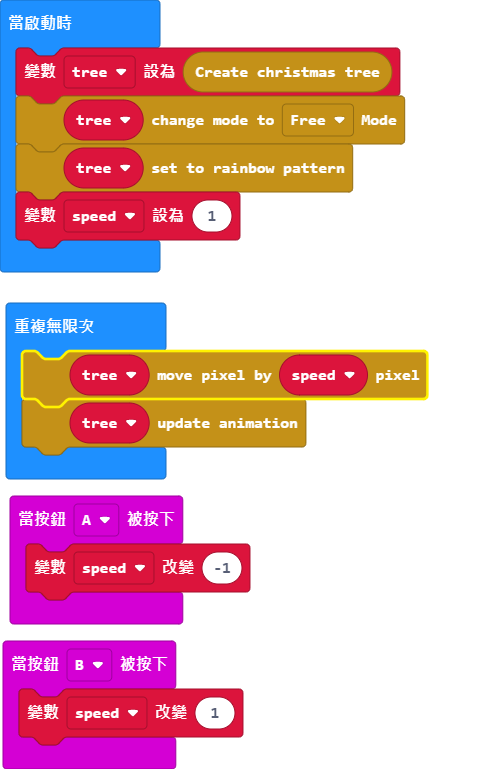 當啟動時
變數 tree 設為 Create christmas tree
tree change mode to Free Mode
tree set to rainbow pattern
變數 speed 設為 1
重複無限次
tree move pixel by speed pixel
tree update animation
當按鈕 A 被按下
變數 speed 改變 -1
當按鈕 B 被按下
變數 speed 改變 1